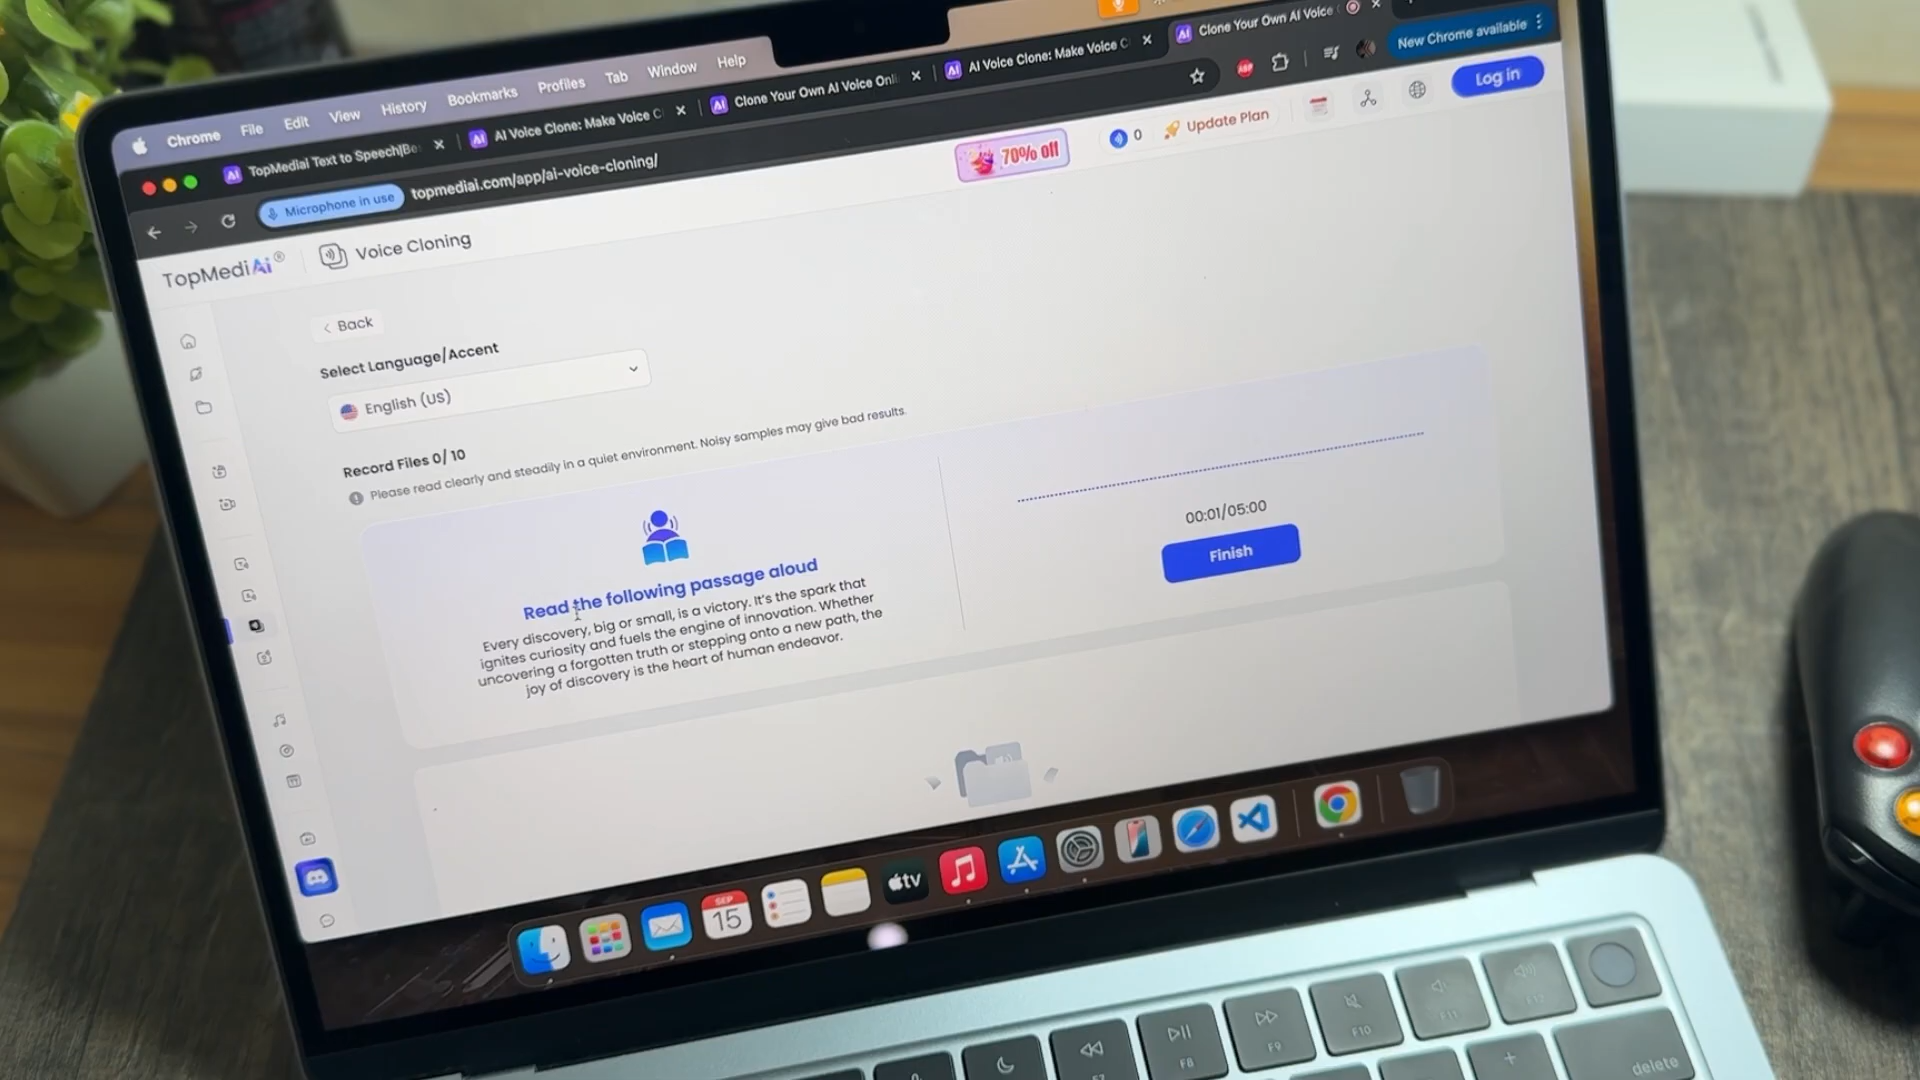 Chrome File Edit View History Bookmarks Profiles Tab Window Help
TopMediai Text to Speech|Be
AI Voice Clone: Make Voice C
Clone Your Own AI Voice Onli
AI Voice Clone: Make Voice C
Clone Your Own AI Voice
Microphone in use
topmediai.com/app/ai-voice-cloning/
ABP
New Chrome available
TopMediAi®
Voice Cloning
70% off
0
Update Plan
Log in
Back
Select Language/Accent
English (US)
Record Files 0/10
Please read clearly and steadily in a quiet environment. Noisy samples may give bad results.
Read the following passage aloud
Every discovery, big or small, is a victory. It's the spark that
ignites curiosity and fuels the engine of innovation. Whether
uncovering a forgotten truth or stepping onto a new path, the
joy of discovery is the heart of human endeavor.
00:01/05:00
Finish
SEP
15
tv
F7
F8
F9
F10
F11
F12
+
delete